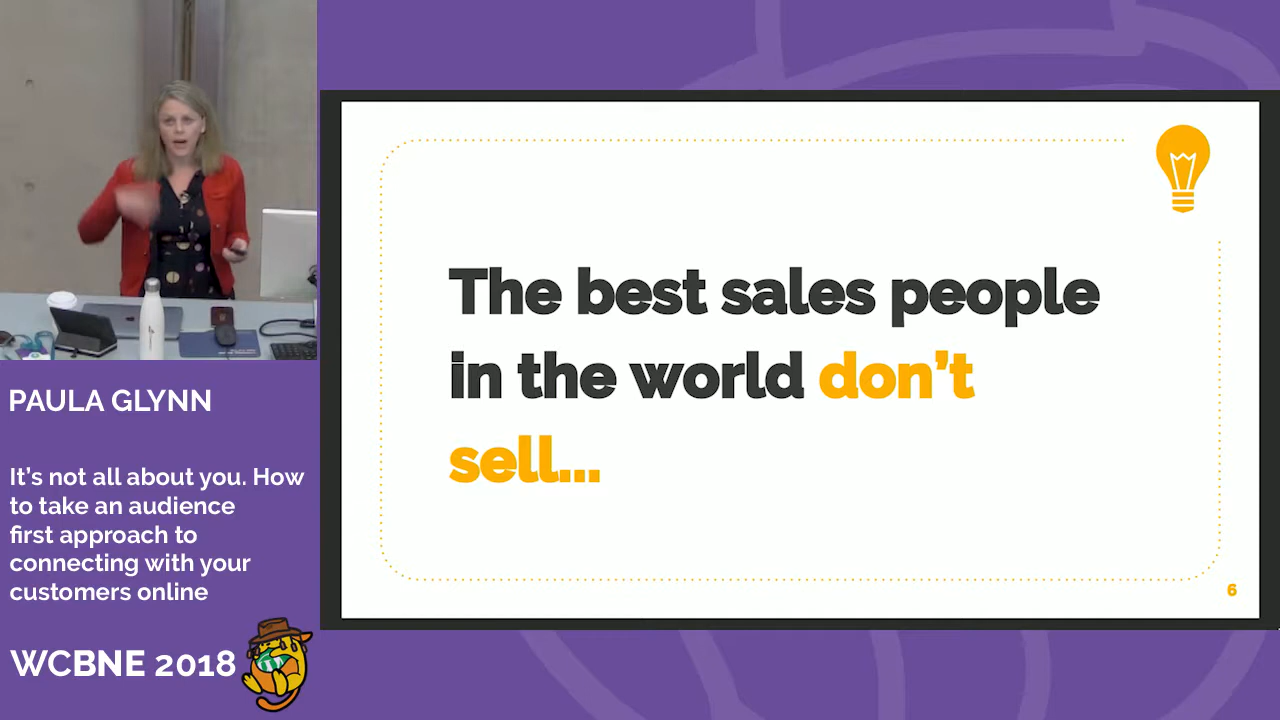 PAULA GLYNN
It's not all about you. How
to take an audience
first approach to
connecting with your
customers online
WCBNE 2018
The best sales people
in the world don't
sell...
6